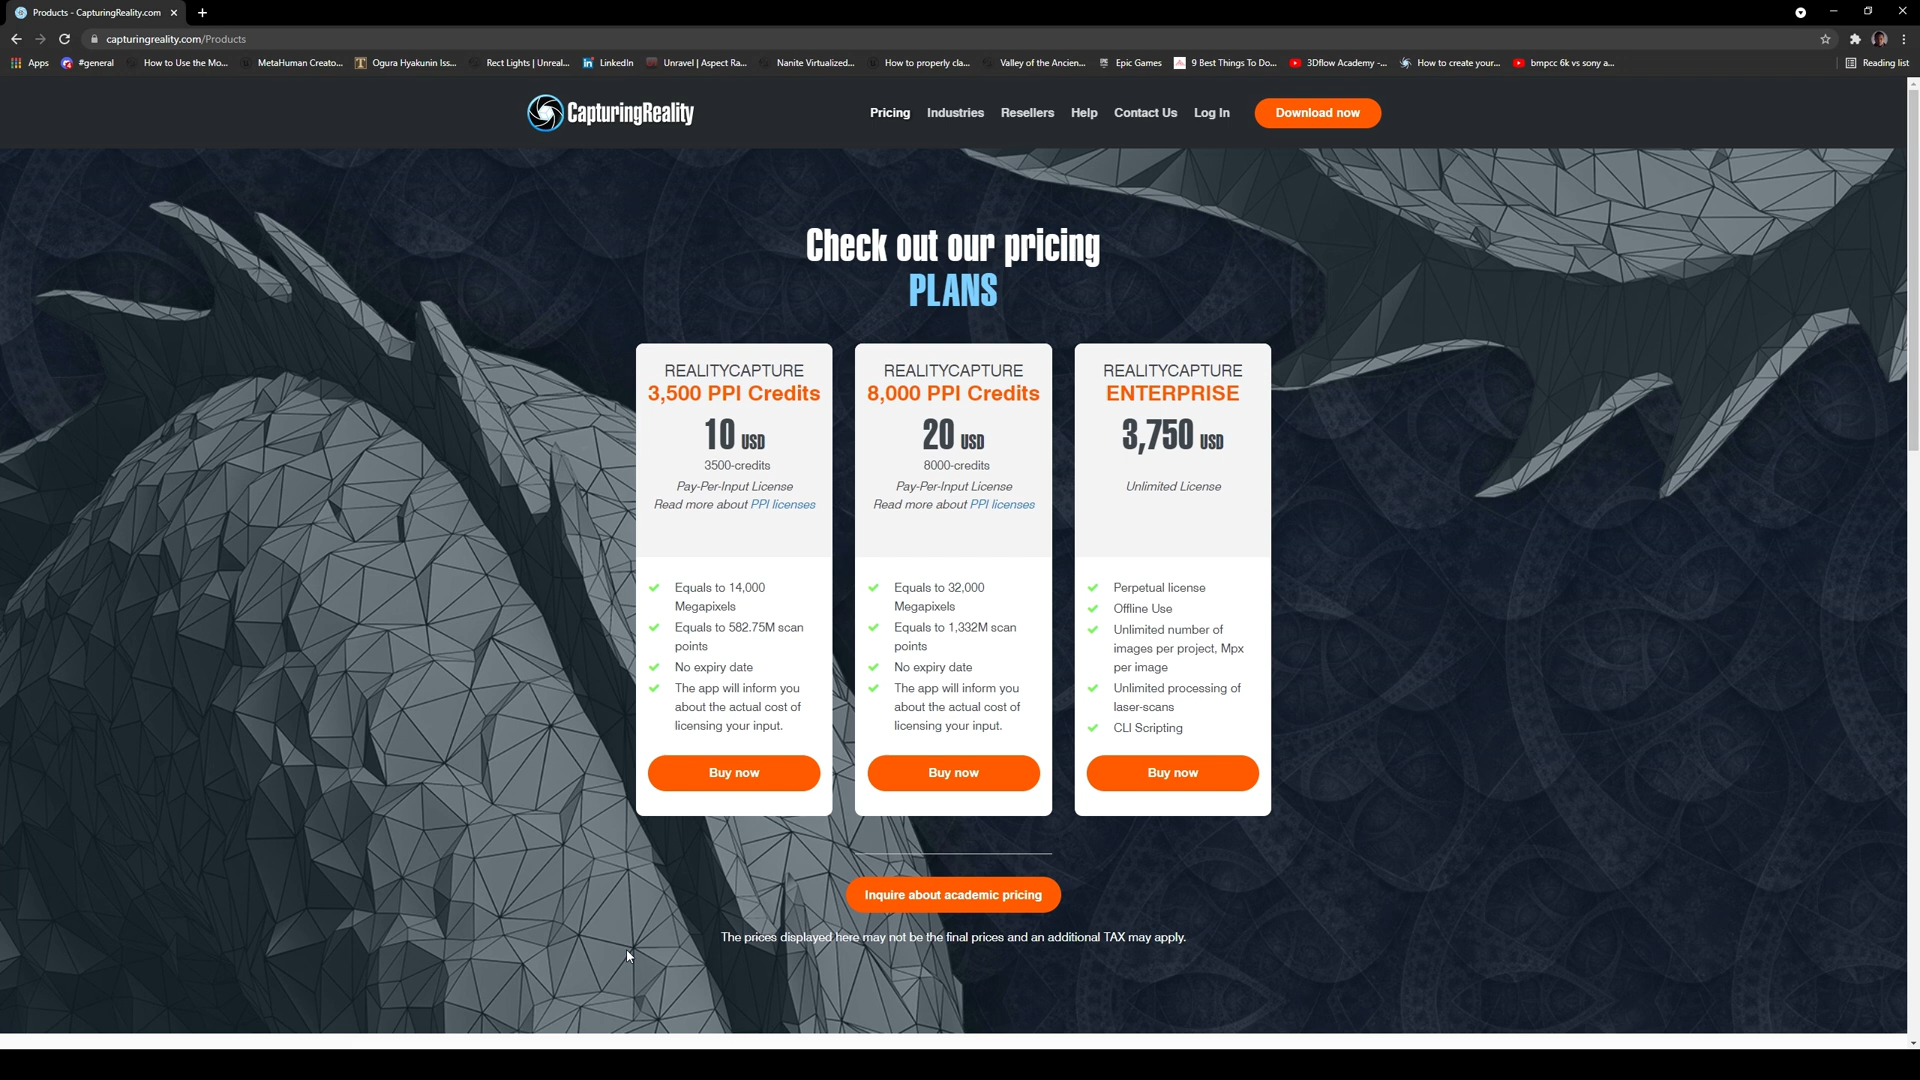 Products - CapturingReality.com
capturingreality.com/Products
Apps
#general
How to Use the Mo...
MetaHuman Creato...
Ogura Hyakunin Iss...
Rect Lights | Unreal...
LinkedIn
Unravel | Aspect Ra...
Nanite Virtualized...
How to properly cla...
Valley of the Ancien...
Epic Games
9 Best Things To Do...
3Dflow Academy -...
How to create your...
bmpcc 6k vs sony a...
Reading list
CapturingReality
Pricing
Industries
Resellers
Help
Contact Us
Log In
Download now
Check out our pricing
PLANS
REALITYCAPTURE
3,500 PPI Credits
10 USD
3500-credits
Pay-Per-Input License
Read more about PPI licenses
Equals to 14,000
Megapixels
Equals to 582.75M scan
points
No expiry date
The app will inform you
about the actual cost of
licensing your input.
Buy now
REALITYCAPTURE
8,000 PPI Credits
20 USD
8000-credits
Pay-Per-Input License
Read more about PPI licenses
Equals to 32,000
Megapixels
Equals to 1,332M scan
points
No expiry date
The app will inform you
about the actual cost of
licensing your input.
Buy now
REALITYCAPTURE
ENTERPRISE
3,750 USD
Unlimited License
Perpetual license
Offline Use
Unlimited number of
images per project, Mpx
per image
Unlimited processing of
laser-scans
CLI Scripting
Buy now
Inquire about academic pricing
The prices displayed here may not be the final prices and an additional TAX may apply.